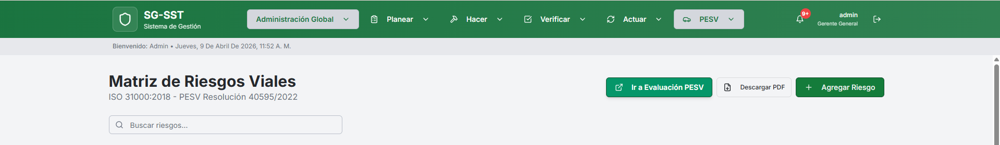 SG-SST
Sistema de Gestión
Administración Global
Planear
Hacer
Verificar
Actuar
PESV
9+
admin
Gerente General
Bienvenido: Admin • Jueves, 9 De Abril De 2026, 11:52 A. M.
Matriz de Riesgos Viales
ISO 31000:2018 - PESV Resolución 40595/2022
Ir a Evaluación PESV
Descargar PDF
Agregar Riesgo
Buscar riesgos...